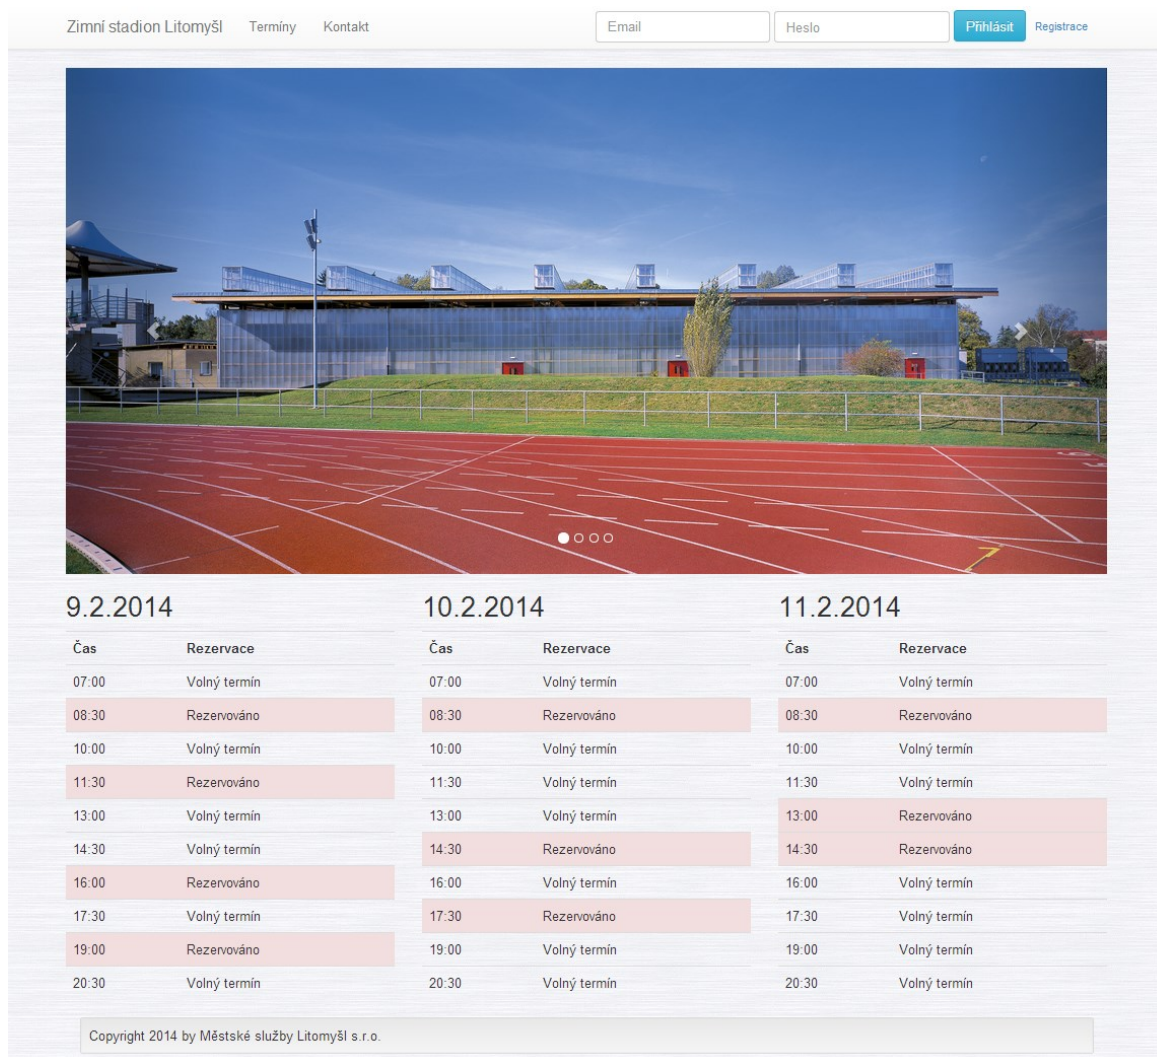 Zimní stadion Litomyšl Termíny Kontakt Email Heslo Přihlásit Registrace
9.2.2014 10.2.2014 11.2.2014
Čas Rezervace Čas Rezervace Čas Rezervace
07:00 Volný termín 07:00 Volný termín 07:00 Volný termín
08:30 Rezervováno 08:30 Rezervováno 08:30 Rezervováno
10:00 Volný termín 10:00 Volný termín 10:00 Volný termín
11:30 Rezervováno 11:30 Volný termín 11:30 Volný termín
13:00 Volný termín 13:00 Volný termín 13:00 Rezervováno
14:30 Volný termín 14:30 Rezervováno 14:30 Rezervováno
16:00 Rezervováno 16:00 Volný termín 16:00 Volný termín
17:30 Volný termín 17:30 Rezervováno 17:30 Volný termín
19:00 Rezervováno 19:00 Volný termín 19:00 Volný termín
20:30 Volný termín 20:30 Volný termín 20:30 Volný termín
Copyright 2014 by Městské služby Litomyšl s.r.o.